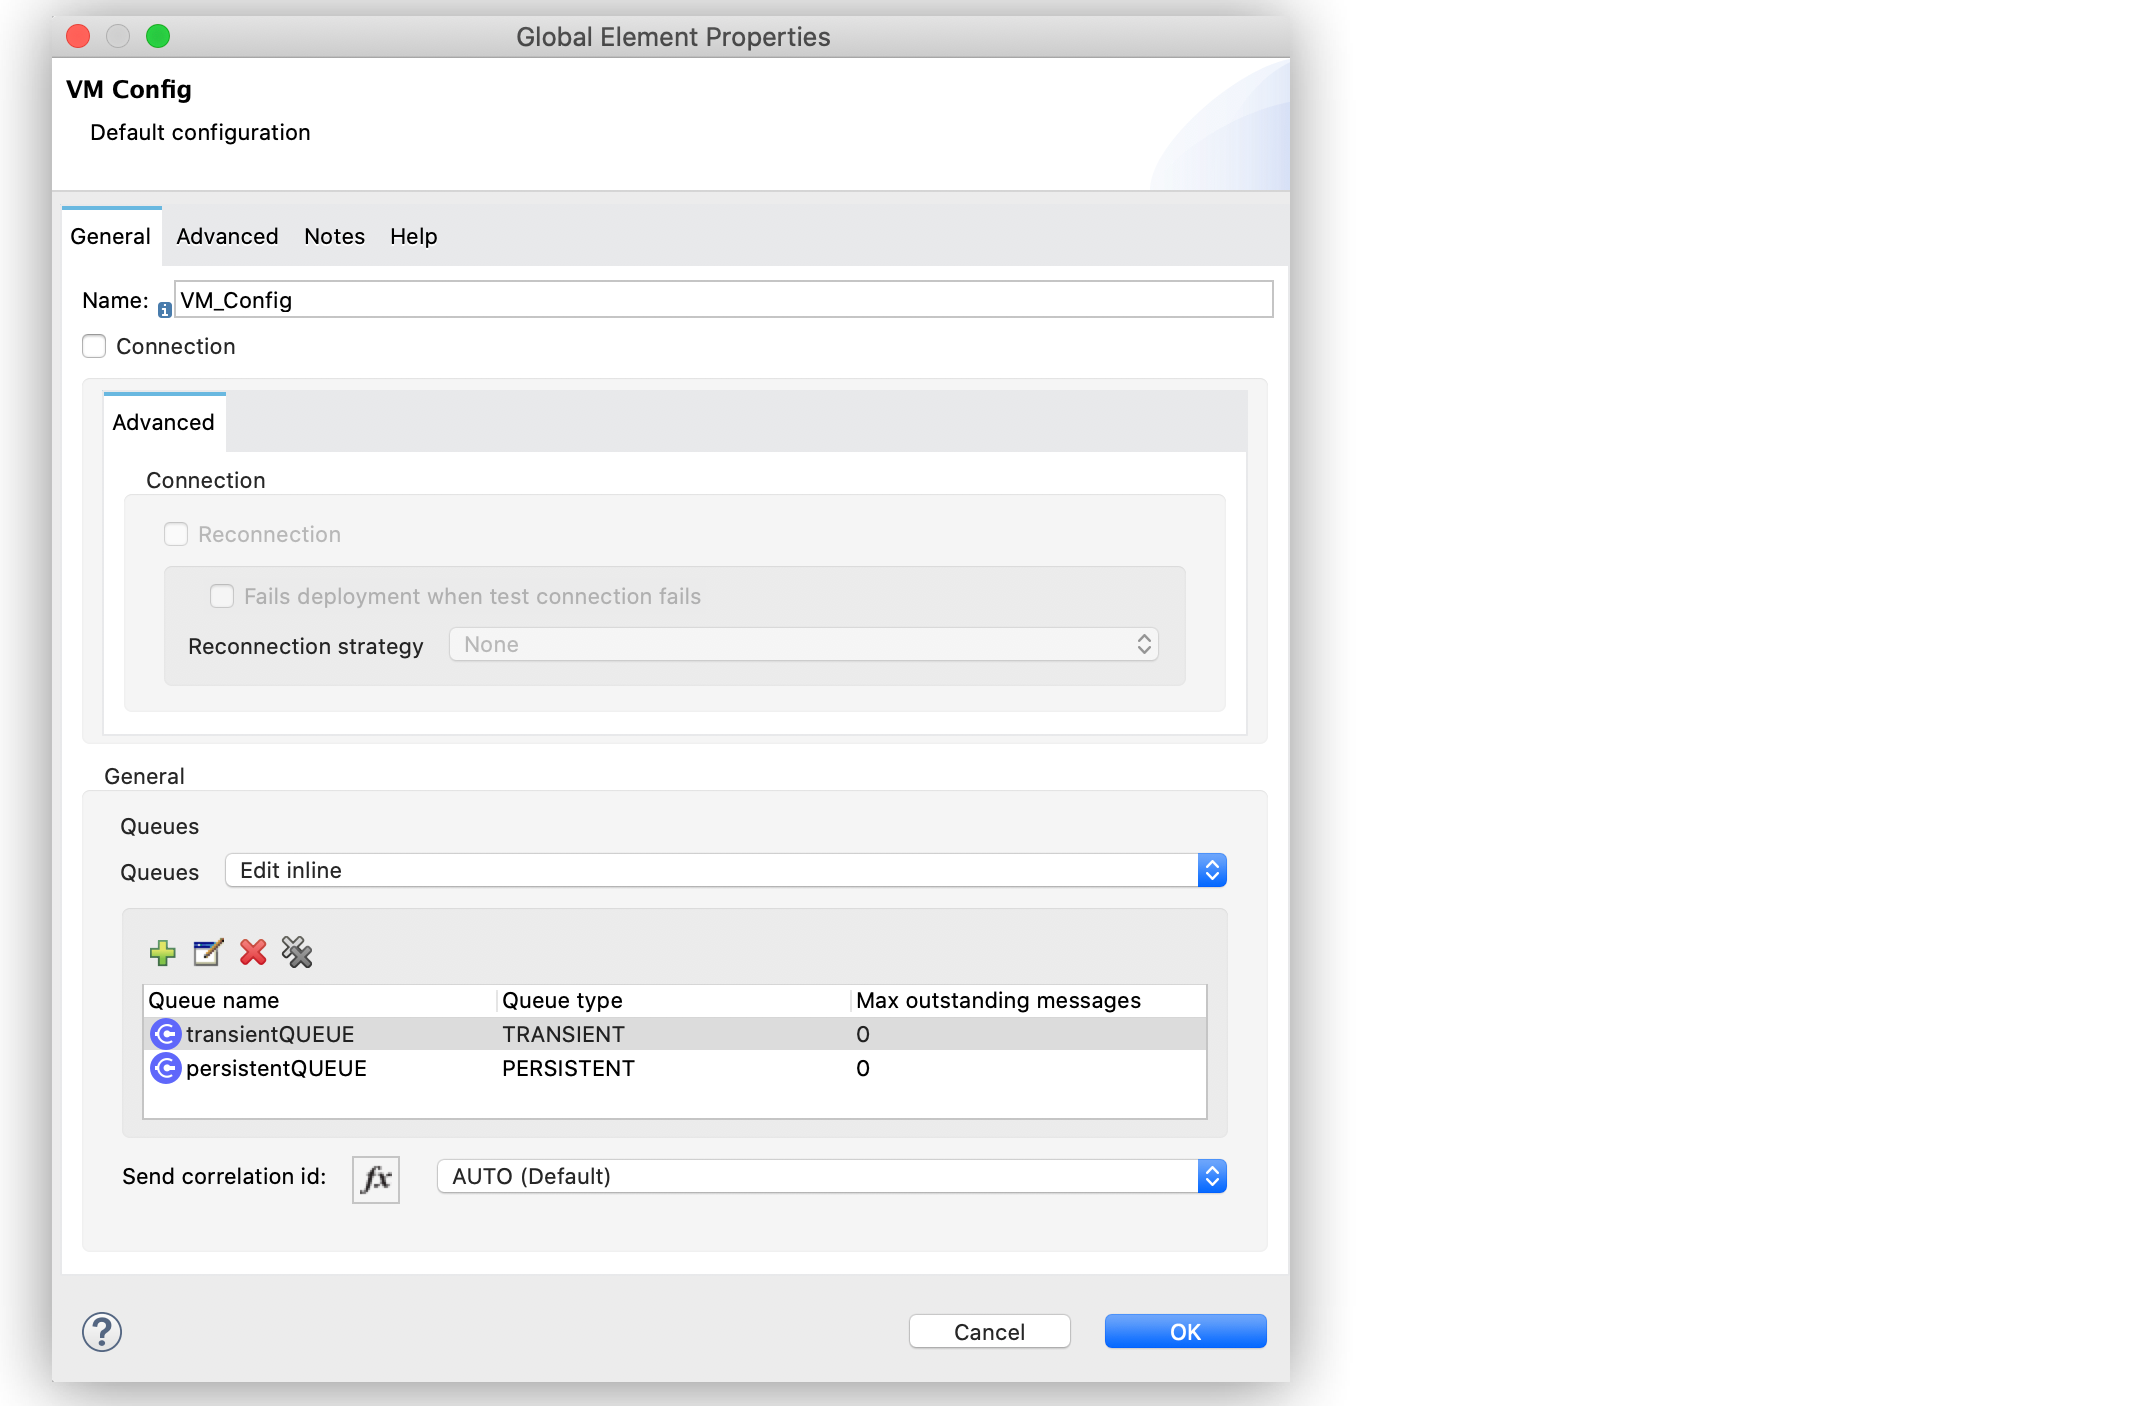 Global Element Properties
VM Config
Default configuration
General Advanced Notes Help
Name: VM_Config
Connection
Advanced
Connection
Reconnection
Fails deployment when test connection fails
Reconnection strategy None
General
Queues
Queues Edit inline
Queue name Queue type Max outstanding messages
transientQUEUE TRANSIENT 0
persistentQUEUE PERSISTENT 0
Send correlation id: fx AUTO (Default)
? Cancel OK